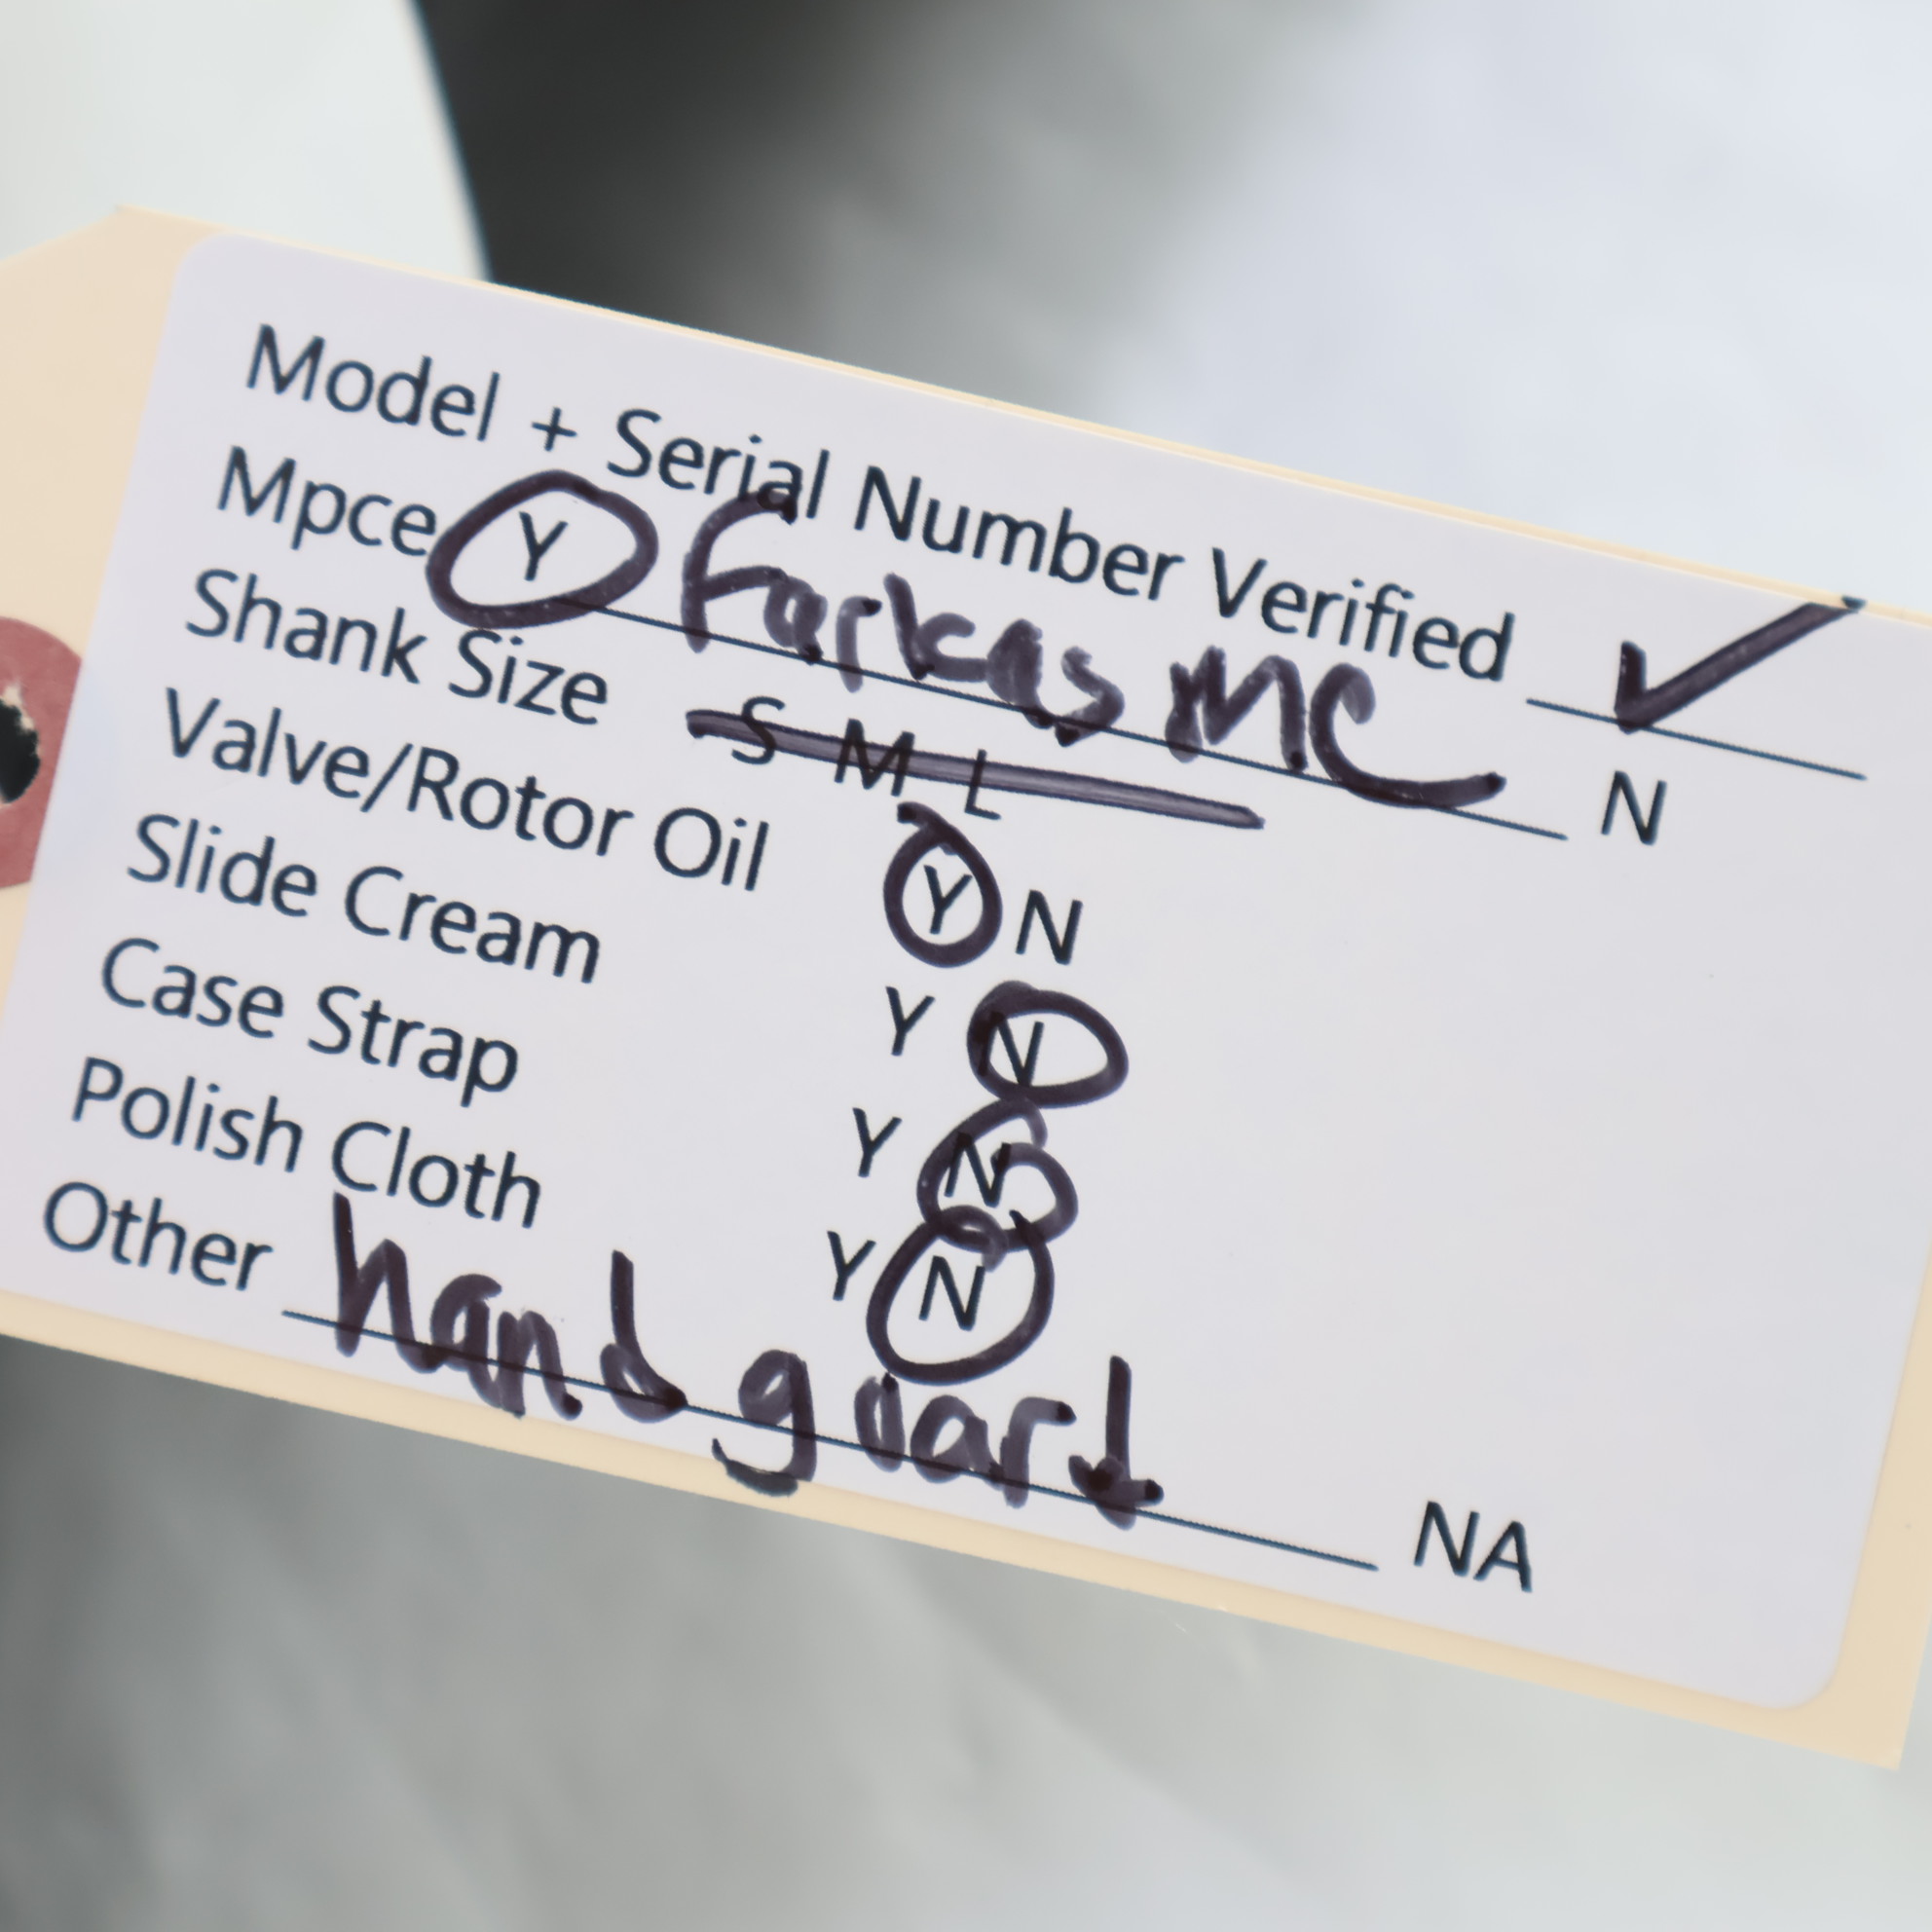 Model + Serial Number Verified ✓
Mpce Y Farkas MC N
Shank Size S M L
Valve/Rotor Oil Y N
Slide Cream Y N
Case Strap Y N
Polish Cloth Y N
Other hand guard NA